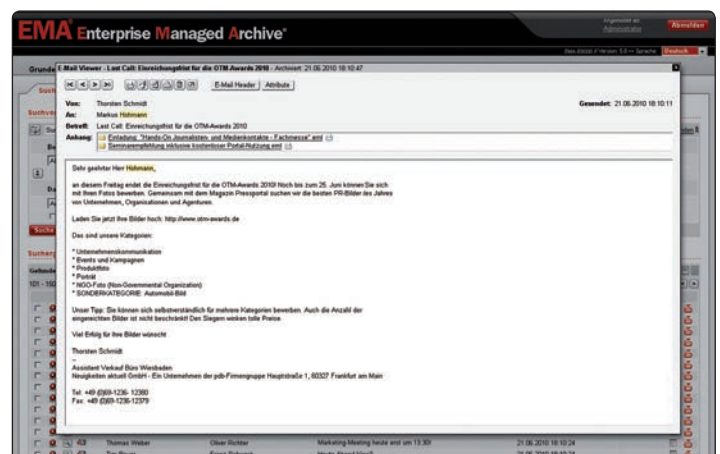 EMA® Enterprise Managed Archive®
Administrator
Abmelden
Deutsch
E-Mail Viewer - Last Call: Einreichungsfrist für die OTM-Awards 2010 - Archiviert: 21.06.2010 18:10:47
E-Mail Header
Attribute
Von: Thorsten Schmidt
Gesendet: 21.06.2010 18:10:11
An: Markus Hohmann
Betreff: Last Call: Einreichungsfrist für die OTM-Awards 2010
Anhang: Einladung: "Hands-On Journalisten- und Medienkontakte - Fachmesse".eml
Seminarempfehlung inklusive kostenloser Portal-Nutzung.eml
Sehr geehrter Herr Hohmann,
an diesem Freitag endet die Einreichungsfrist für die OTM-Awards 2010! Noch bis zum 25. Juni können Sie sich
mit Ihren Fotos bewerben. Gemeinsam mit dem Magazin Pressportal suchen wir die besten PR-Bilder des Jahres
von Unternehmen, Organisationen und Agenturen.
Laden Sie jetzt Ihre Bilder hoch: http://www.otm-awards.de
Das sind unsere Kategorien:
* Unternehmenskommunikation
* Events und Kampagnen
* Produktfoto
* Porträt
* NGO-Foto (Non-Governmental Organization)
* SONDERKATEGORIE: Automobil-Bild
Unser Tipp: Sie können sich selbstverständlich für mehrere Kategorien bewerben. Auch die Anzahl der
eingereichten Bilder ist nicht beschränkt! Den Siegern winken tolle Preise.
Viel Erfolg für Ihre Bilder wünscht
Thorsten Schmidt
--
Assistent Verkauf Büro Wiesbaden
Neuigkeiten aktuell GmbH - Ein Unternehmen der pdb-Firmengruppe Hauptstraße 1, 60327 Frankfurt am Main
Tel: +49 (0)69-1236- 12380
Fax: +49 (0)69-1236-12379
Suche
Thomas Weber
Oliver Richter
Marketing-Meeting heute erst um 13:30!
21.06.2010 18:10:24